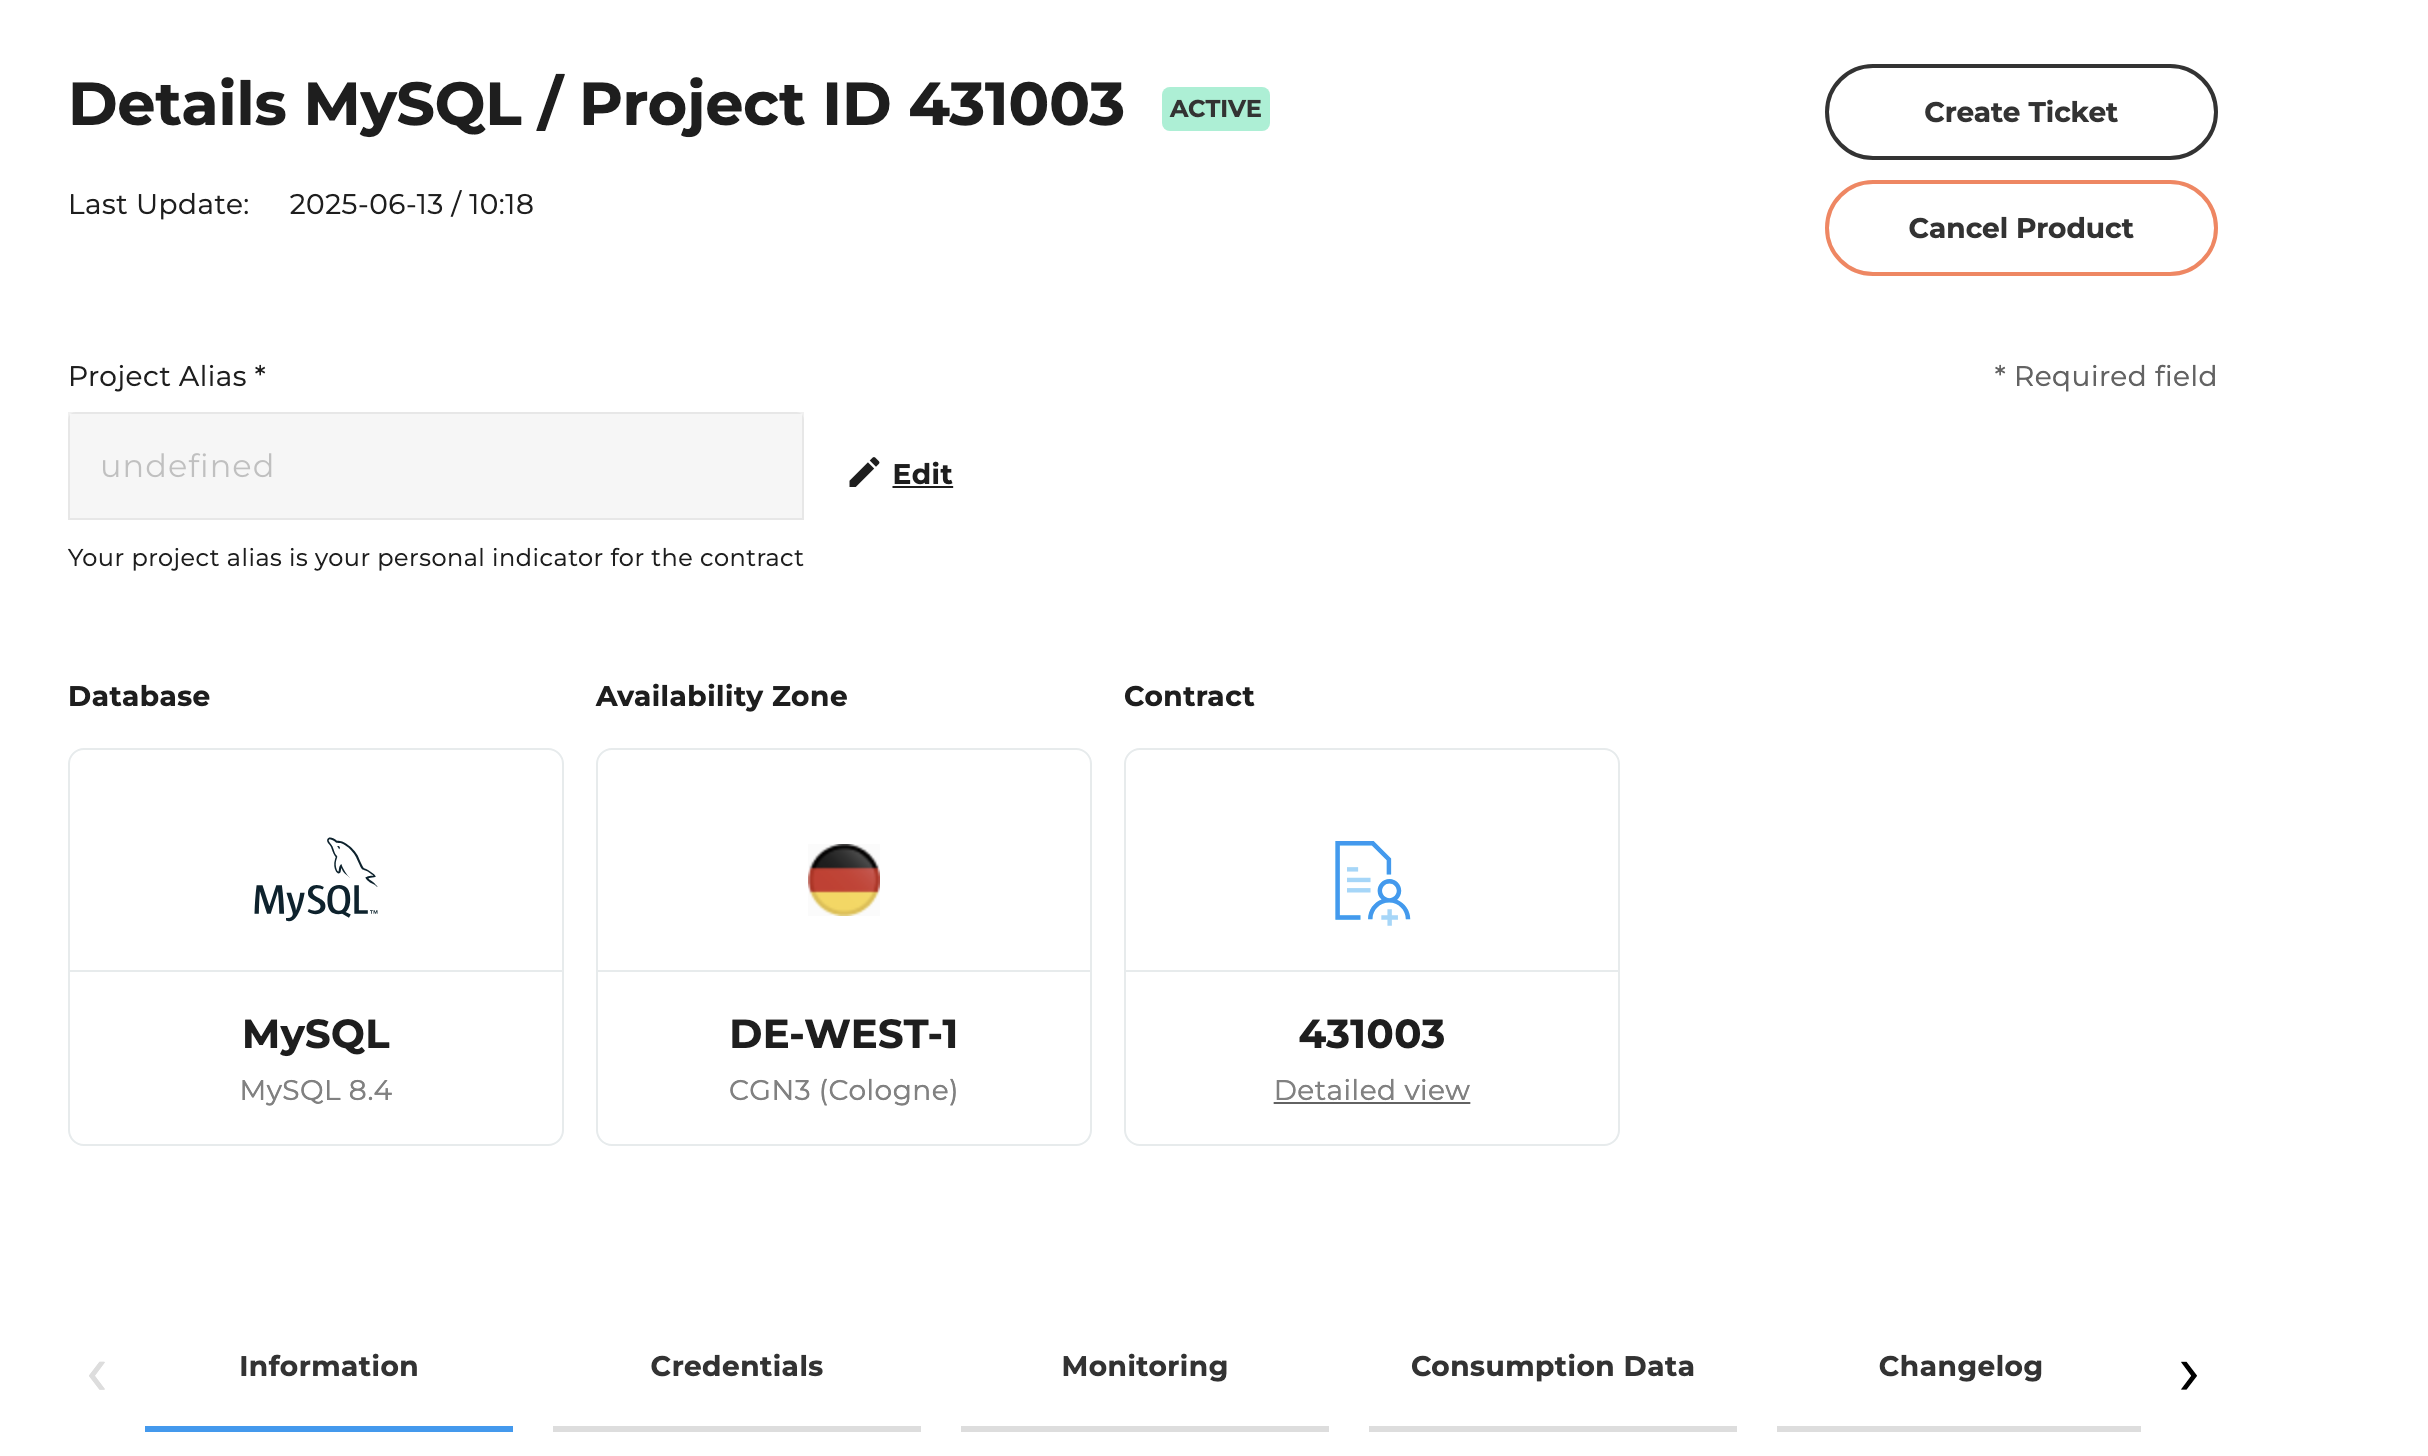 Details MySQL / Project ID 431003 ACTIVE
Create Ticket
Last Update: 2025-06-13 / 10:18
Cancel Product
Project Alias *
* Required field
undefined
Edit
Your project alias is your personal indicator for the contract
Database
Availability Zone
Contract
MySQL™
MySQL
MySQL 8.4
DE-WEST-1
CGN3 (Cologne)
431003
Detailed view
Information
Credentials
Monitoring
Consumption Data
Changelog